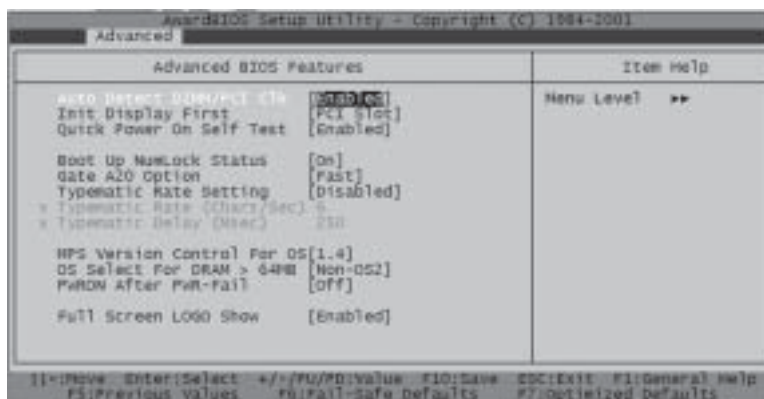 AwardBIOS Setup Utility - Copyright (C) 1984-2001
Advanced
Advanced BIOS Features
Item Help
Auto Detect DIMM/PCI Clk [Enabled]
Menu Level ▸▸
Init Display First [PCI Slot]
Quick Power On Self Test [Enabled]
Boot Up NumLock Status [On]
Gate A20 Option [Fast]
Typematic Rate Setting [Disabled]
x Typematic Rate (Chars/Sec) 6
x Typematic Delay (Msec) 250
MPS Version Control For OS[1.4]
OS Select For DRAM > 64MB [Non-OS2]
PWRON After PWR-Fail [Off]
Full Screen LOGO Show [Enabled]
:Move Enter:Select +/-/PU/PD:Value F10:Save ESC:Exit F1:General Help
F5:Previous Values F6:Fail-Safe Defaults F7:Optimized Defaults